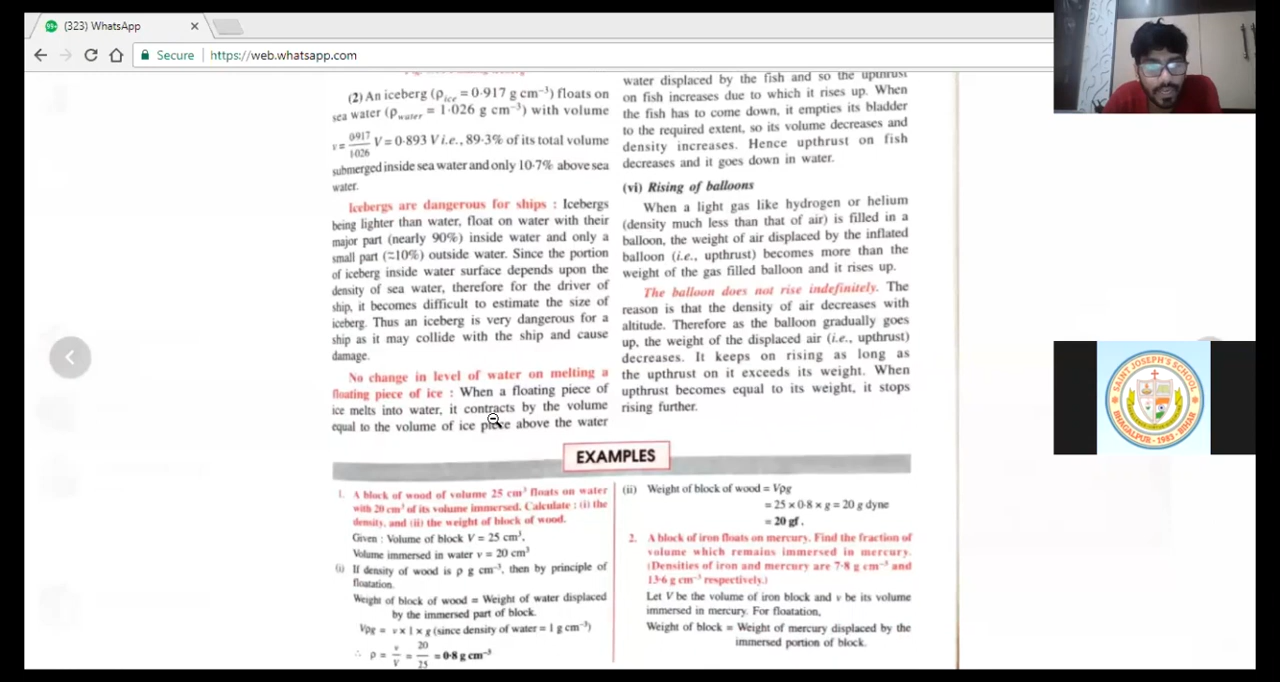 (323) WhatsApp
Secure
https://web.whatsapp.com
(2) An iceberg (ρice = 0·917 g cm⁻³) floats on
sea water (ρwater = 1·026 g cm⁻³) with volume
v = 0917/1026 V = 0·893 V i.e., 89·3% of its total volume
submerged inside sea water and only 10·7% above sea
water.
Icebergs are dangerous for ships : Icebergs
being lighter than water, float on water with their
major part (nearly 90%) inside water and only a
small part (≃10%) outside water. Since the portion
of iceberg inside water surface depends upon the
density of sea water, therefore for the driver of
ship, it becomes difficult to estimate the size of
iceberg. Thus an iceberg is very dangerous for a
ship as it may collide with the ship and cause
damage.
No change in level of water on melting a
floating piece of ice : When a floating piece of
ice melts into water, it contracts by the volume
equal to the volume of ice piece above the water
water displaced by the fish and so the upthrust
on fish increases due to which it rises up. When
the fish has to come down, it empties its bladder
to the required extent, so its volume decreases and
density increases. Hence upthrust on fish
decreases and it goes down in water.
(vi) Rising of balloons
When a light gas like hydrogen or helium
(density much less than that of air) is filled in a
balloon, the weight of air displaced by the inflated
balloon (i.e., upthrust) becomes more than the
weight of the gas filled balloon and it rises up.
The balloon does not rise indefinitely. The
reason is that the density of air decreases with
altitude. Therefore as the balloon gradually goes
up, the weight of the displaced air (i.e., upthrust)
decreases. It keeps on rising as long as
the upthrust on it exceeds its weight. When
upthrust becomes equal to its weight, it stops
rising further.
EXAMPLES
1. A block of wood of volume 25 cm³ floats on water
with 20 cm³ of its volume immersed. Calculate : (i) the
density, and (ii) the weight of block of wood.
Given : Volume of block V = 25 cm³,
Volume immersed in water v = 20 cm³
(i) If density of wood is ρ g cm⁻³, then by principle of
floatation.
Weight of block of wood = Weight of water displaced
by the immersed part of block.
Vρg = v × 1 × g (since density of water = 1 g cm⁻³)
∴ ρ = v/V = 20/25 = 0·8 g cm⁻³
(ii) Weight of block of wood = Vρg
= 25 × 0·8 × g = 20 g dyne
= 20 gf.
2. A block of iron floats on mercury. Find the fraction of
volume which remains immersed in mercury.
(Densities of iron and mercury are 7·8 g cm⁻³ and
13·6 g cm⁻³ respectively.)
Let V be the volume of iron block and v be its volume
immersed in mercury. For floatation,
Weight of block = Weight of mercury displaced by the
immersed portion of block.
SAINT JOSEPH'S SCHOOL
BHAGALPUR - 1983 - BIHAR